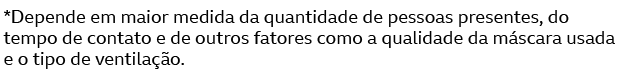 *Depende em maior medida da quantidade de pessoas presentes, do
tempo de contato e de outros fatores como a qualidade da máscara usada
e o tipo de ventilação.